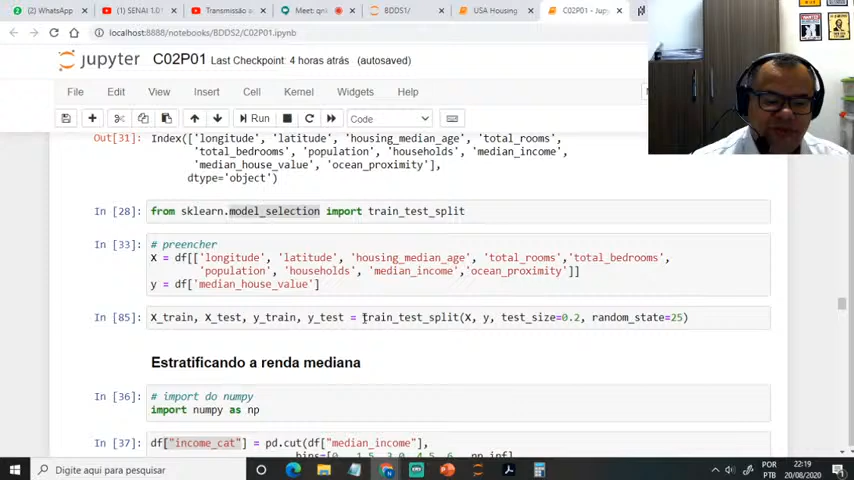 (2) WhatsApp
(1) SENAI 1.01
Transmissão
Meet: qnk
BDDS1/
USA Housing
C02P01 - Jupy
localhost:8888/notebooks/BDDS2/C02P01.ipynb
jupyter C02P01 Last Checkpoint: 4 horas atrás (autosaved)
File Edit View Insert Cell Kernel Widgets Help
Run Code
Out[31]: Index(['longitude', 'latitude', 'housing_median_age', 'total_rooms',
'total_bedrooms', 'population', 'households', 'median_income',
'median_house_value', 'ocean_proximity'],
dtype='object')
In [28]: from sklearn.model_selection import train_test_split
In [33]: # preencher
X = df[['longitude', 'latitude', 'housing_median_age', 'total_rooms','total_bedrooms',
'population', 'households', 'median_income','ocean_proximity']]
y = df['median_house_value']
In [85]: X_train, X_test, y_train, y_test = train_test_split(X, y, test_size=0.2, random_state=25)
Estratificando a renda mediana
In [36]: # import do numpy
import numpy as np
In [37]: df["income_cat"] = pd.cut(df["median_income"],
Digite aqui para pesquisar
POR
PTB
22:19
20/08/2020